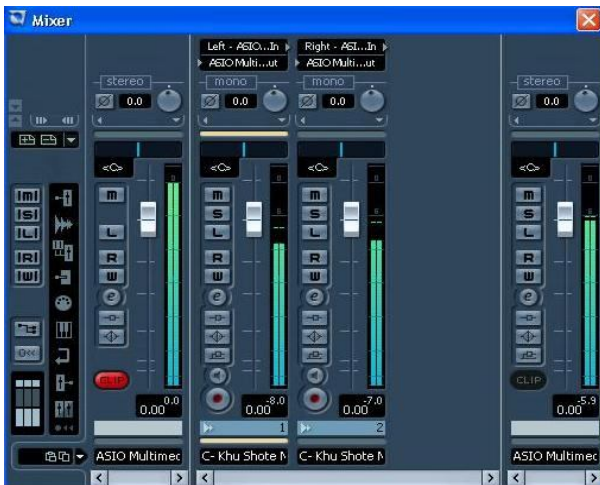 Mixer
Left - ASIO...In Right - ASI...In
ASIO Multi...ut ASIO Multi...ut
stereo mono mono stereo
0.0 0.0 0.0 0.0
<C> <C> <C> <C>
M M M M
S S S
L L L L
R R R R
W W W W
e e e e
CLIP CLIP
0.0 -8.0 -7.0 -5.9
0.00 0.00 0.00 0.00
1 2
ASIO Multimec C- Khu Shote M C- Khu Shote M ASIO Multimec